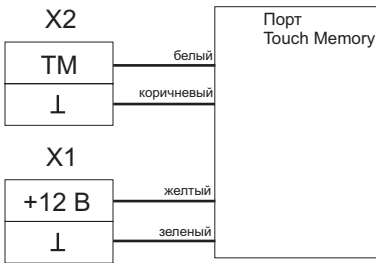 X2
Порт
Touch Memory
TM
белый
⊥
коричневый
X1
+12 В
желтый
⊥
зеленый